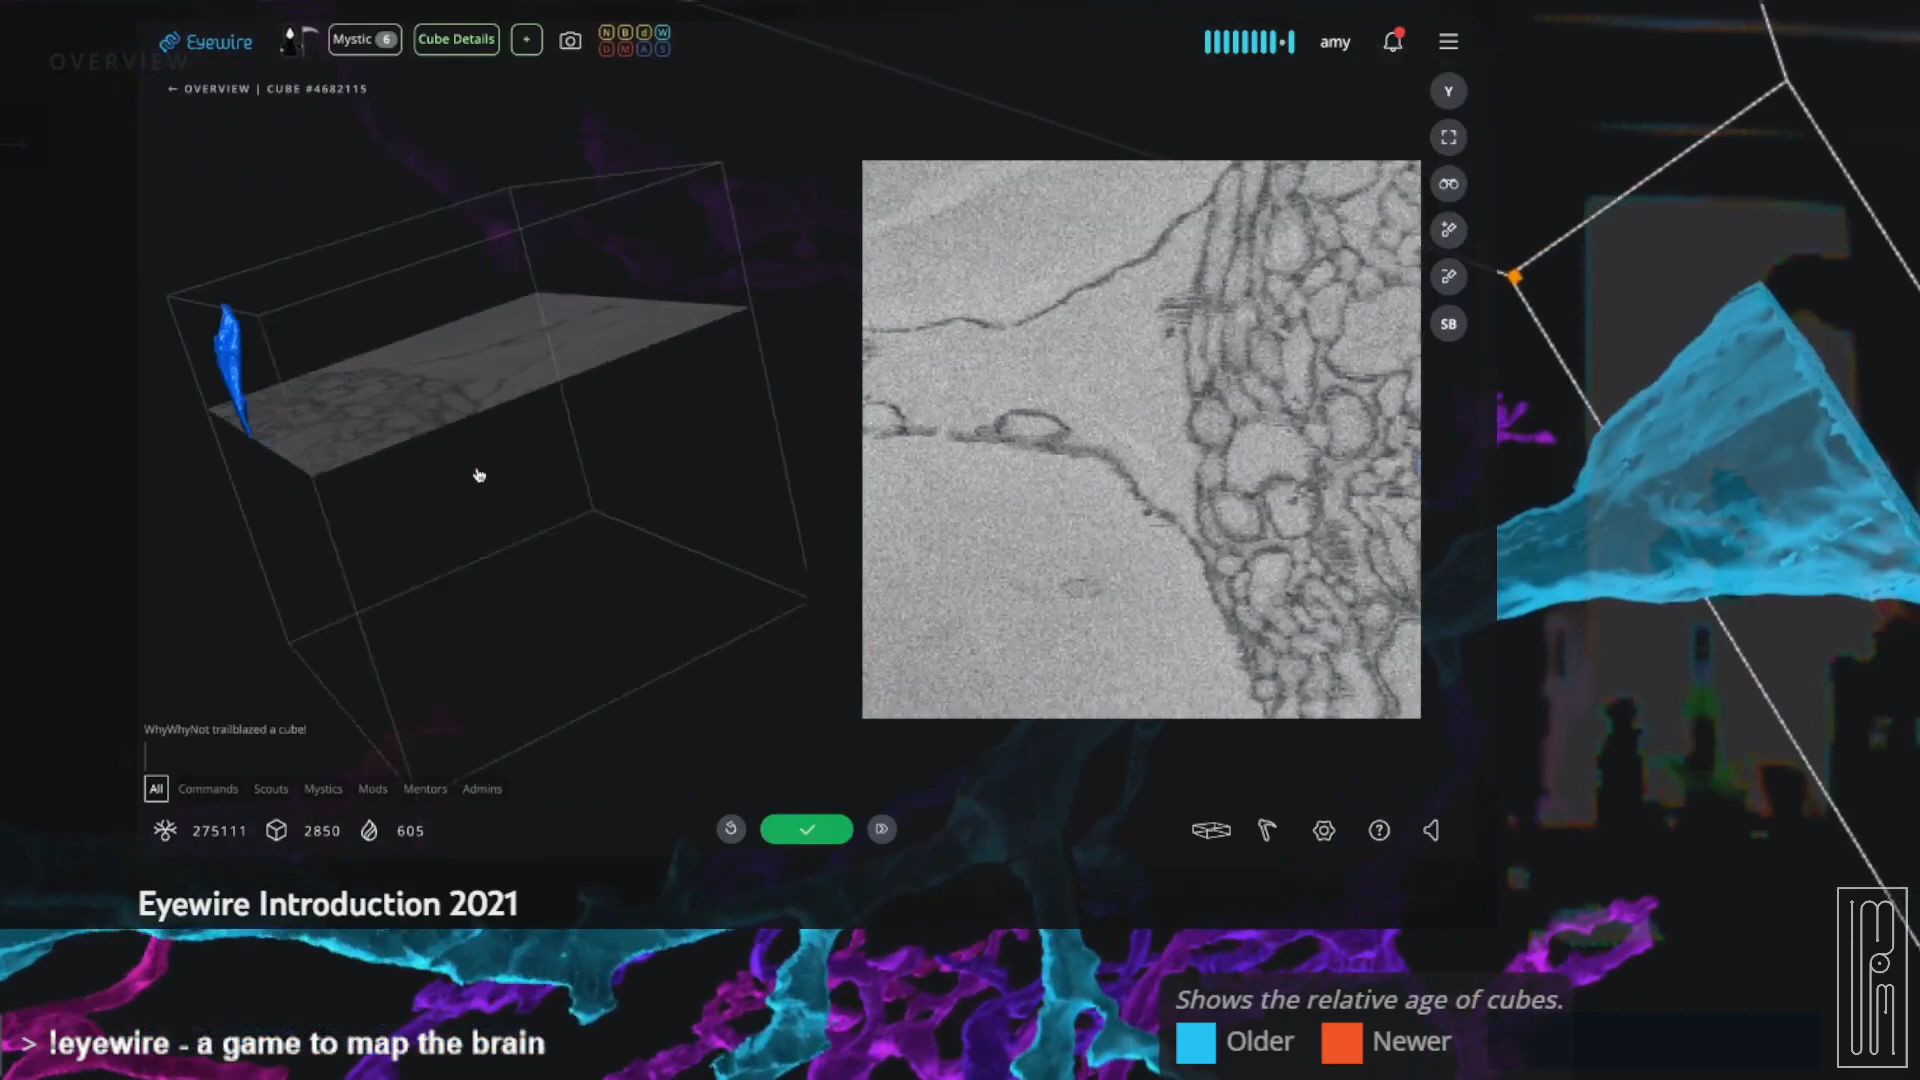 OVERVIEW
Eyewire
Mystic 6
Cube Details
+
N B d W
D M A S
amy
← OVERVIEW | CUBE #4682115
Y
SB
WhyWhyNot trailblazed a cube!
All Commands Scouts Mystics Mods Mentors Admins
275111 2850 605
Eyewire Introduction 2021
> !eyewire - a game to map the brain
Shows the relative age of cubes.
Older Newer